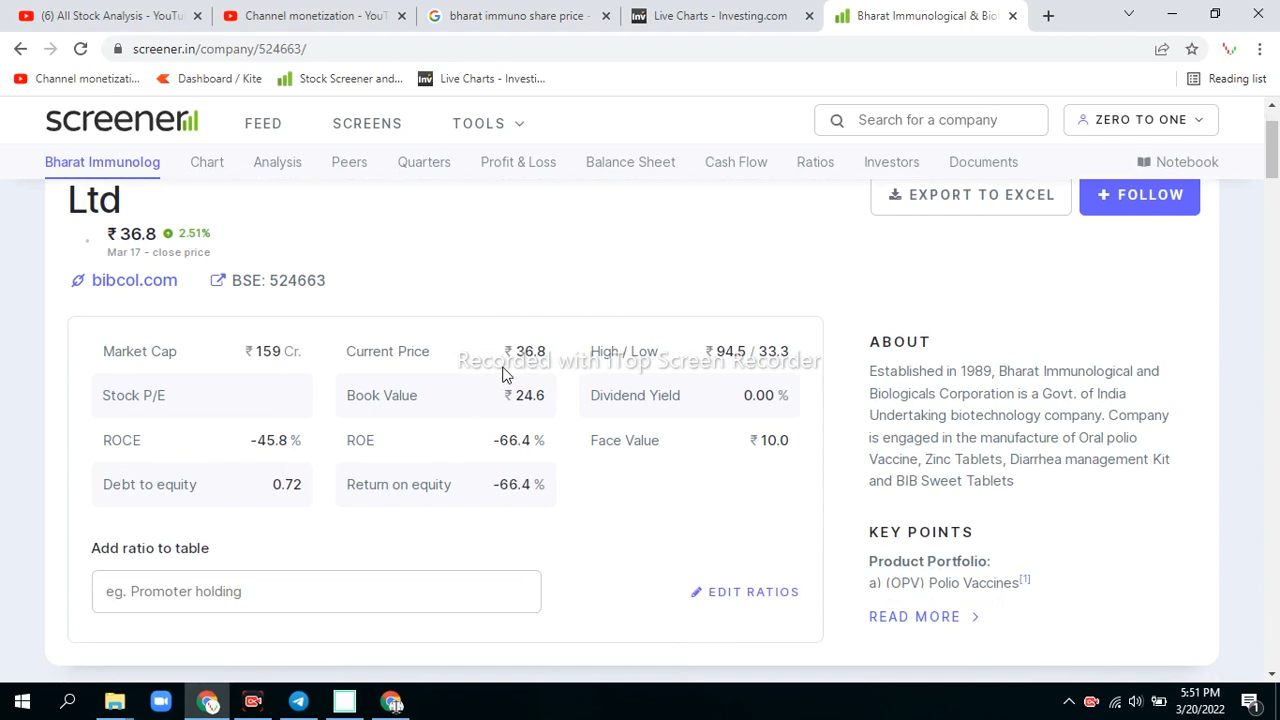 (6) All Stock Analysis - YouTu
Channel monetization - YouT
bharat immuno share price -
Live Charts - Investing.com
Bharat Immunological & Bio
screener.in/company/524663/
Channel monetizati...
Dashboard / Kite
Stock Screener and...
Live Charts - Investi...
Reading list
screener
FEED
SCREENS
TOOLS
Search for a company
ZERO TO ONE
Bharat Immunolog
Chart
Analysis
Peers
Quarters
Profit & Loss
Balance Sheet
Cash Flow
Ratios
Investors
Documents
Notebook
Ltd
EXPORT TO EXCEL
+ FOLLOW
₹ 36.8 2.51%
Mar 17 - close price
bibcol.com
BSE: 524663
Market Cap ₹ 159 Cr.
Current Price ₹ 36.8
High / Low ₹ 94.5 / 33.3
Stock P/E
Book Value ₹ 24.6
Dividend Yield 0.00 %
ROCE -45.8 %
ROE -66.4 %
Face Value ₹ 10.0
Debt to equity 0.72
Return on equity -66.4 %
Recorded with iTop Screen Recorder
Add ratio to table
eg. Promoter holding
EDIT RATIOS
ABOUT
Established in 1989, Bharat Immunological and
Biologicals Corporation is a Govt. of India
Undertaking biotechnology company. Company
is engaged in the manufacture of Oral polio
Vaccine, Zinc Tablets, Diarrhea management Kit
and BIB Sweet Tablets
KEY POINTS
Product Portfolio:
a) (OPV) Polio Vaccines[1]
READ MORE
5:51 PM
3/20/2022
1